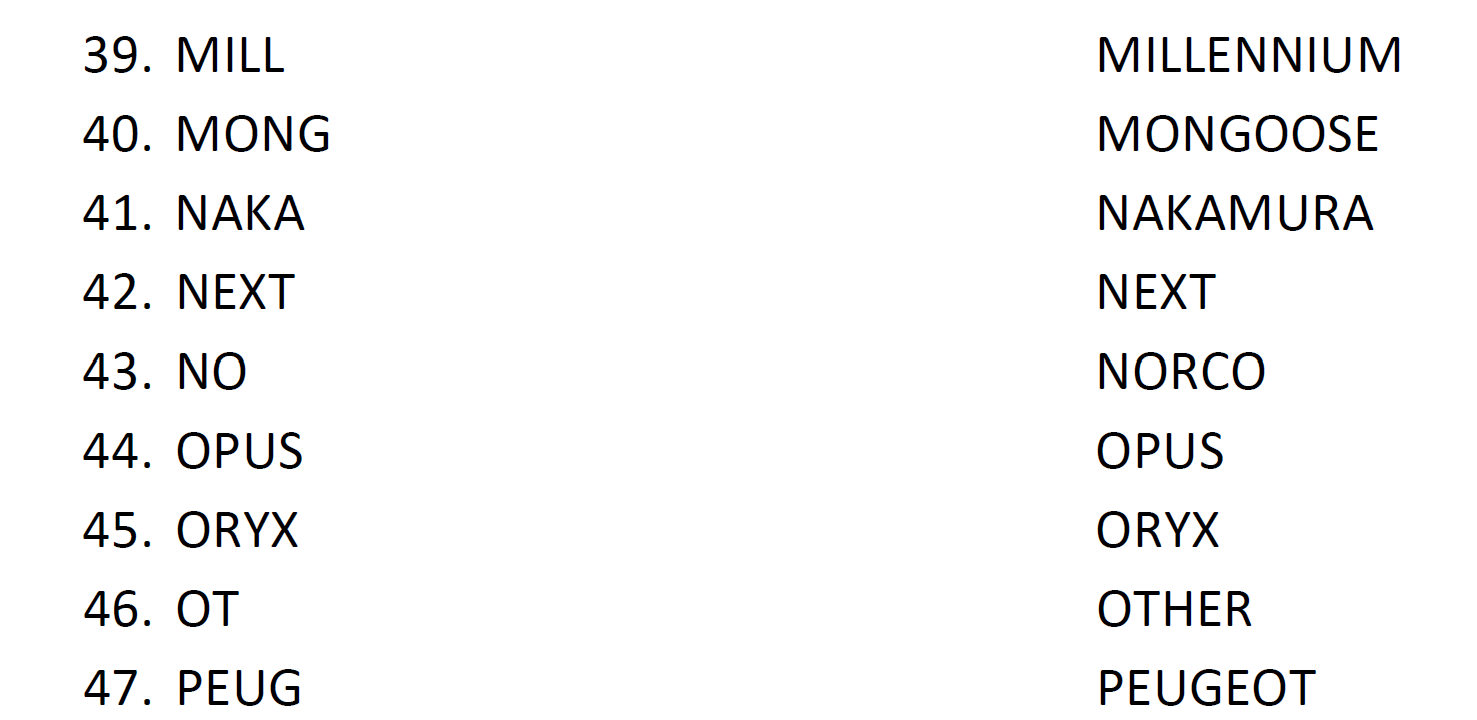 39. MILL MILLENNIUM
40. MONG MONGOOSE
41. NAKA NAKAMURA
42. NEXT NEXT
43. NO NORCO
44. OPUS OPUS
45. ORYX ORYX
46. OT OTHER
47. PEUG PEUGEOT